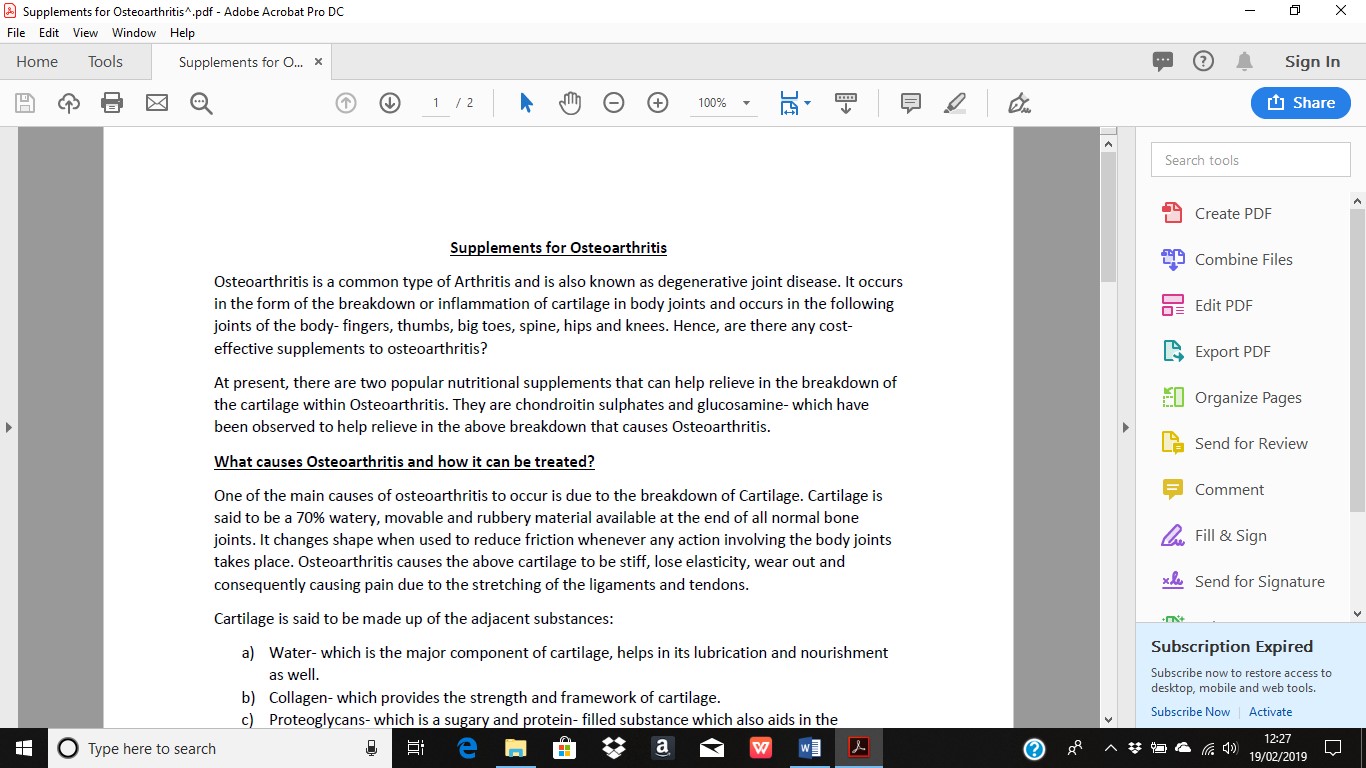 Supplements for Osteoarthritis^.pdf - Adobe Acrobat Pro DC
File Edit View Window Help
Home Tools Supplements for O... × Sign In
1 / 2 100% Share
Search tools
Create PDF
Combine Files
Edit PDF
Export PDF
Organize Pages
Send for Review
Comment
Fill & Sign
Send for Signature
Subscription Expired
Subscribe now to restore access to
desktop, mobile and web tools.
Subscribe Now | Activate
Supplements for Osteoarthritis
Osteoarthritis is a common type of Arthritis and is also known as degenerative joint disease. It occurs
in the form of the breakdown or inflammation of cartilage in body joints and occurs in the following
joints of the body- fingers, thumbs, big toes, spine, hips and knees. Hence, are there any cost-
effective supplements to osteoarthritis?
At present, there are two popular nutritional supplements that can help relieve in the breakdown of
the cartilage within Osteoarthritis. They are chondroitin sulphates and glucosamine- which have
been observed to help relieve in the above breakdown that causes Osteoarthritis.
What causes Osteoarthritis and how it can be treated?
One of the main causes of osteoarthritis to occur is due to the breakdown of Cartilage. Cartilage is
said to be a 70% watery, movable and rubbery material available at the end of all normal bone
joints. It changes shape when used to reduce friction whenever any action involving the body joints
takes place. Osteoarthritis causes the above cartilage to be stiff, lose elasticity, wear out and
consequently causing pain due to the stretching of the ligaments and tendons.
Cartilage is said to be made up of the adjacent substances:
a) Water- which is the major component of cartilage, helps in its lubrication and nourishment
as well.
b) Collagen- which provides the strength and framework of cartilage.
c) Proteoglycans- which is a sugary and protein- filled substance which also aids in the
Type here to search
12:27
19/02/2019